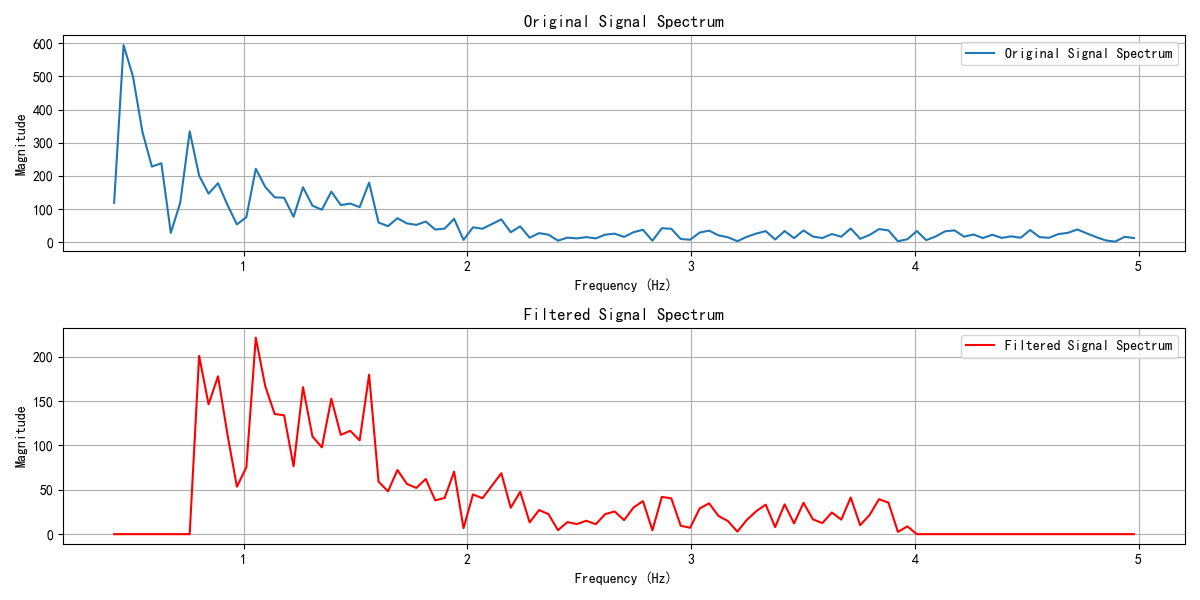 Original Signal Spectrum
600
500
400
300
200
100
0
Magnitude
Original Signal Spectrum
1
2
3
4
5
Frequency (Hz)
Filtered Signal Spectrum
200
150
100
50
0
Magnitude
Filtered Signal Spectrum
1
2
3
4
5
Frequency (Hz)